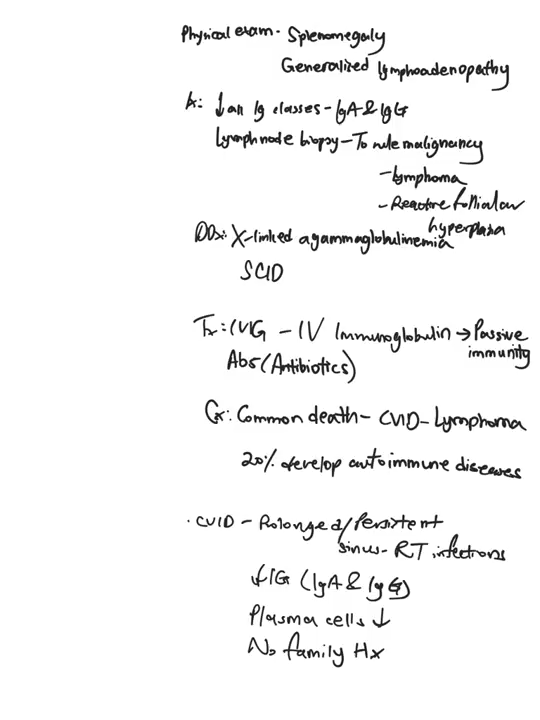 Physical exam - Splenomegaly
Generalized lymphoadenopathy
↓all Ig classes - IgA & IgG
Lymph node biopsy - To rule malignancy
- Lymphoma
- Reactive follicular
hyperplasia
DDx: X-linked agammaglobulinemia
SCID
Tx: IVIG - IV Immunoglobulin → Passive
immunity
Abs (Antibiotics)
Cx: Common death - CVID - Lymphoma
20% develop autoimmune diseases
· CVID - Prolonged/Persistent
sinus - RT infections
↓IG (IgA & IgG)
Plasma cells ↓
No family Hx